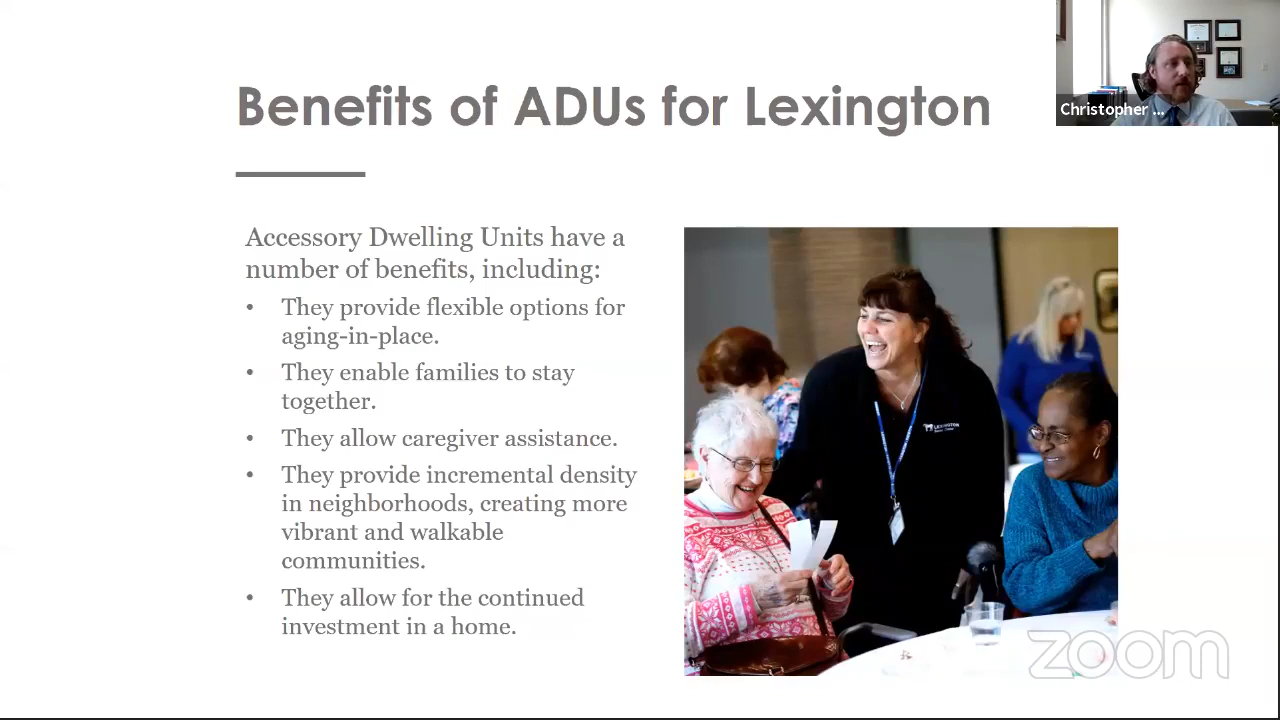 Benefits of ADUs for Lexington
Christopher ...
Accessory Dwelling Units have a
number of benefits, including:
• They provide flexible options for
aging-in-place.
• They enable families to stay
together.
• They allow caregiver assistance.
• They provide incremental density
in neighborhoods, creating more
vibrant and walkable
communities.
• They allow for the continued
investment in a home.
LEXINGTON
zoom